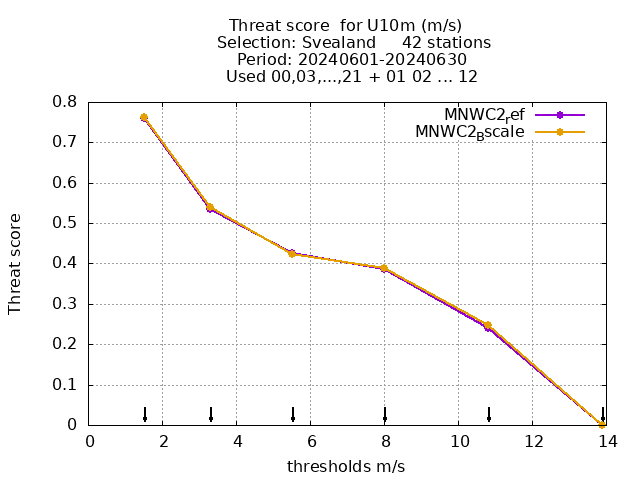 Threat score  for U10m (m/s)
Selection: Svealand     42 stations
Period: 20240601-20240630
Used 00,03,...,21 + 01 02 ... 12
MNWC2ref
MNWC2Bscale
0.8
0.7
0.6
0.5
0.4
0.3
0.2
0.1
0
Threat score
0 2 4 6 8 10 12 14
thresholds m/s